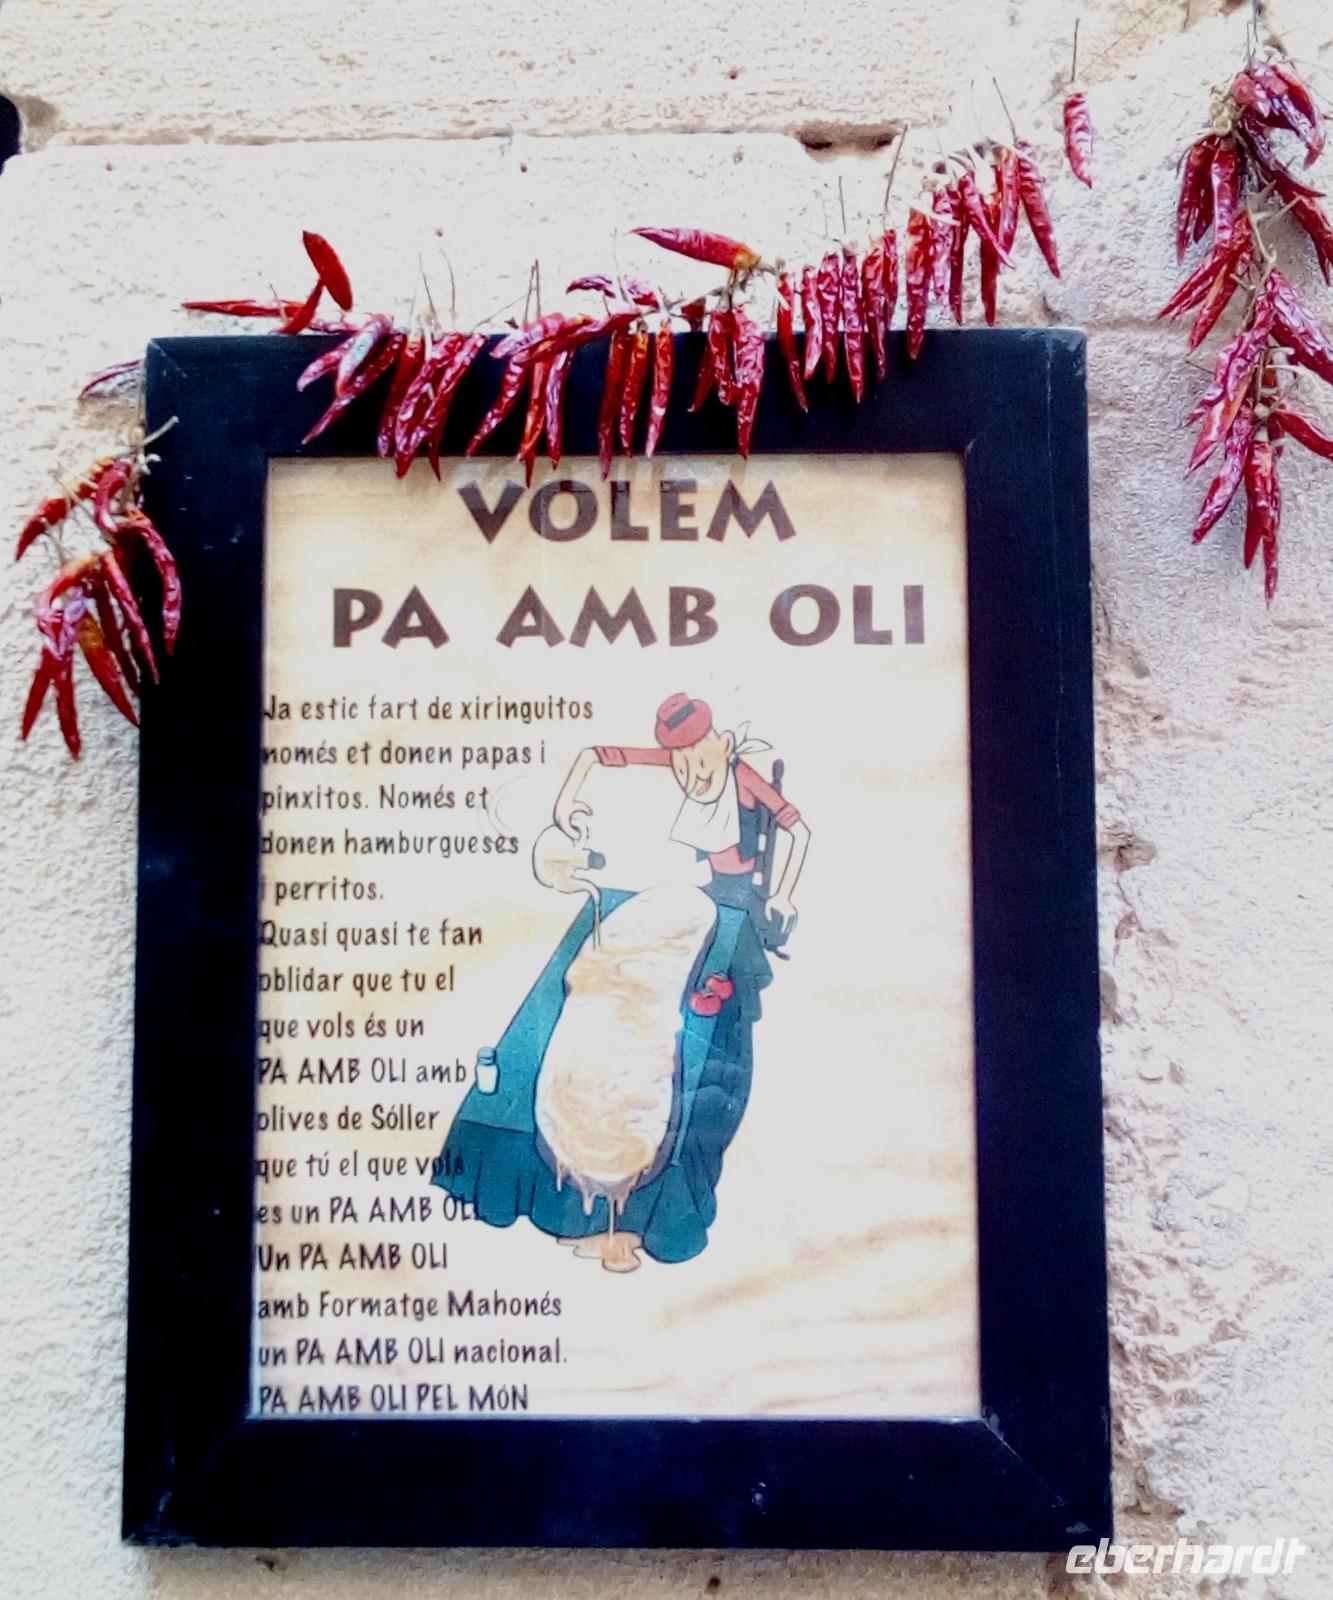 VOLEM
PA AMB OLI
Ja estic fart de xiringuitos
només et donen papas i
pinxitos. Només et
donen hamburgueses
i perritos.
Quasi quasi te fan
oblidar que tu el
que vols és un
PA AMB OLI amb
olives de Sóller
que tú el que vols
es un PA AMB OLI
Un PA AMB OLI
amb Formatge Mahonés
un PA AMB OLI nacional.
PA AMB OLI PEL MÓN
eberhardt